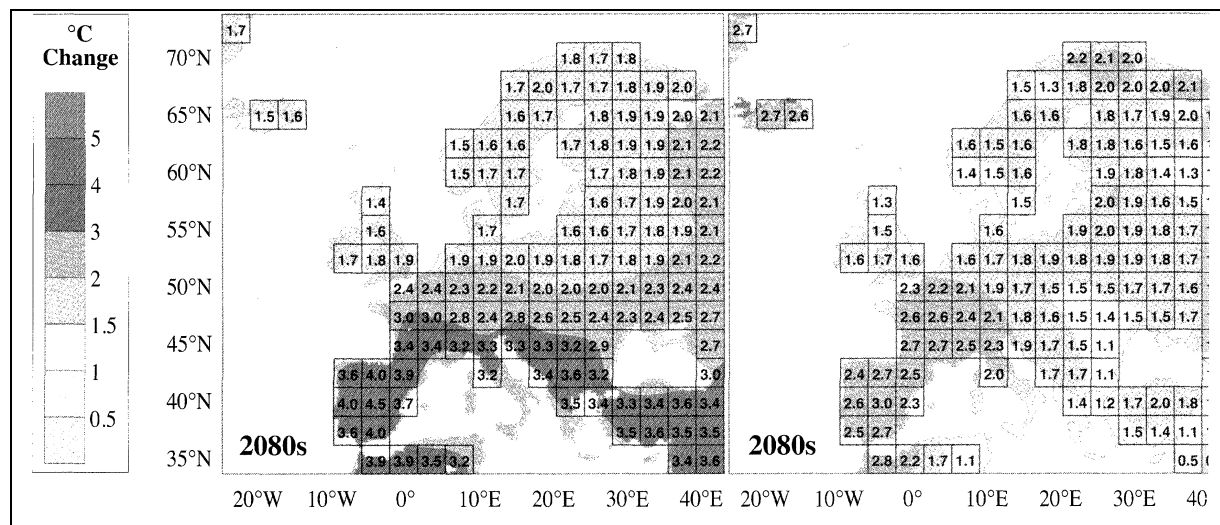 °C
Change
5
4
3
2
1.5
1
0.5
70°N
65°N
60°N
55°N
50°N
45°N
40°N
35°N
1.7
1.8 1.7 1.8
1.7 2.0 1.7 1.7 1.8 1.9 2.0
1.5 1.6 1.6 1.7 1.8 1.9 1.9 2.0 2.1
1.5 1.6 1.6 1.7 1.8 1.9 1.9 2.1 2.2
1.5 1.7 1.7 1.7 1.8 1.9 2.1 2.2
1.4 1.7 1.6 1.7 1.9 2.0 2.1
1.6 1.7 1.6 1.6 1.7 1.8 1.9 2.1
1.7 1.8 1.9 1.9 1.9 2.0 1.9 1.8 1.7 1.8 1.9 2.1 2.2
2.4 2.4 2.3 2.2 2.1 2.0 2.0 2.0 2.1 2.3 2.4 2.4
3.0 3.0 2.8 2.4 2.8 2.6 2.5 2.4 2.3 2.4 2.5 2.7
3.4 3.4 3.2 3.3 3.3 3.3 3.2 2.9 2.7
3.6 4.0 3.9 3.2 3.4 3.6 3.2 3.0
4.0 4.5 3.7 3.5 3.4 3.3 3.4 3.6 3.4
3.6 4.0 3.5 3.6 3.5 3.5
3.9 3.9 3.5 3.2 3.4 3.6
2080s
20°W 10°W 0° 10°E 20°E 30°E 40°E
2.7
2.2 2.1 2.0
1.5 1.3 1.8 2.0 2.0 2.0 2.1
2.7 2.6 1.6 1.6 1.8 1.7 1.9 2.0
1.6 1.5 1.6 1.8 1.8 1.6 1.5 1.6
1.4 1.5 1.6 1.9 1.8 1.4 1.3
1.3 1.5 2.0 1.9 1.6 1.5
1.5 1.6 1.9 2.0 1.9 1.8 1.7
1.6 1.7 1.6 1.6 1.7 1.8 1.9 1.8 1.9 1.9 1.8 1.7
2.3 2.2 2.1 1.9 1.7 1.5 1.5 1.5 1.7 1.7 1.6
2.6 2.6 2.4 2.1 1.8 1.6 1.5 1.4 1.5 1.5 1.7
2.7 2.7 2.5 2.3 1.9 1.7 1.5 1.1
2.4 2.7 2.5 2.0 1.7 1.7 1.1
2.6 3.0 2.3 1.4 1.2 1.7 2.0 1.8
2.5 2.7 1.5 1.4 1.1
2.8 2.2 1.7 1.1 0.5
2080s
20°W 10°W 0° 10°E 20°E 30°E 40